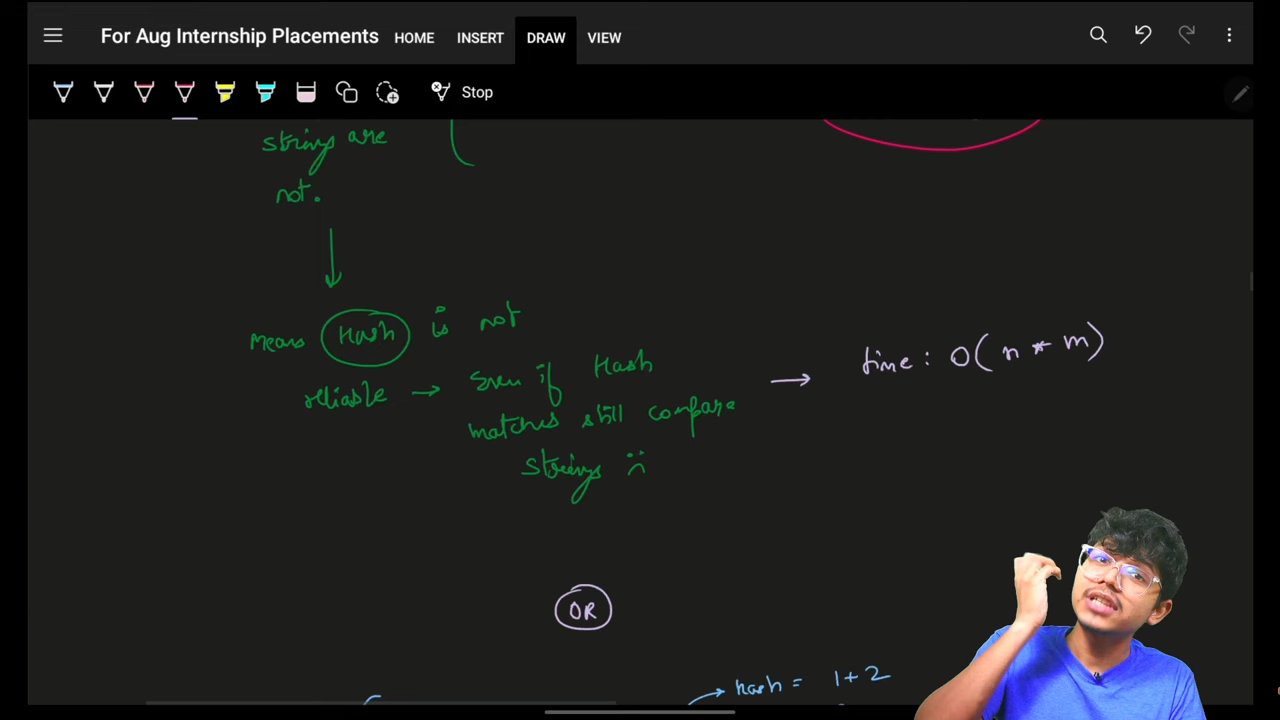 For Aug Internship Placements HOME INSERT DRAW VIEW
Stop
strings are
not.
means Hash is not
reliable → Even if Hash
matches still compare
strings :(
→ time: O(n * m)
OR
→ hash = 1+2